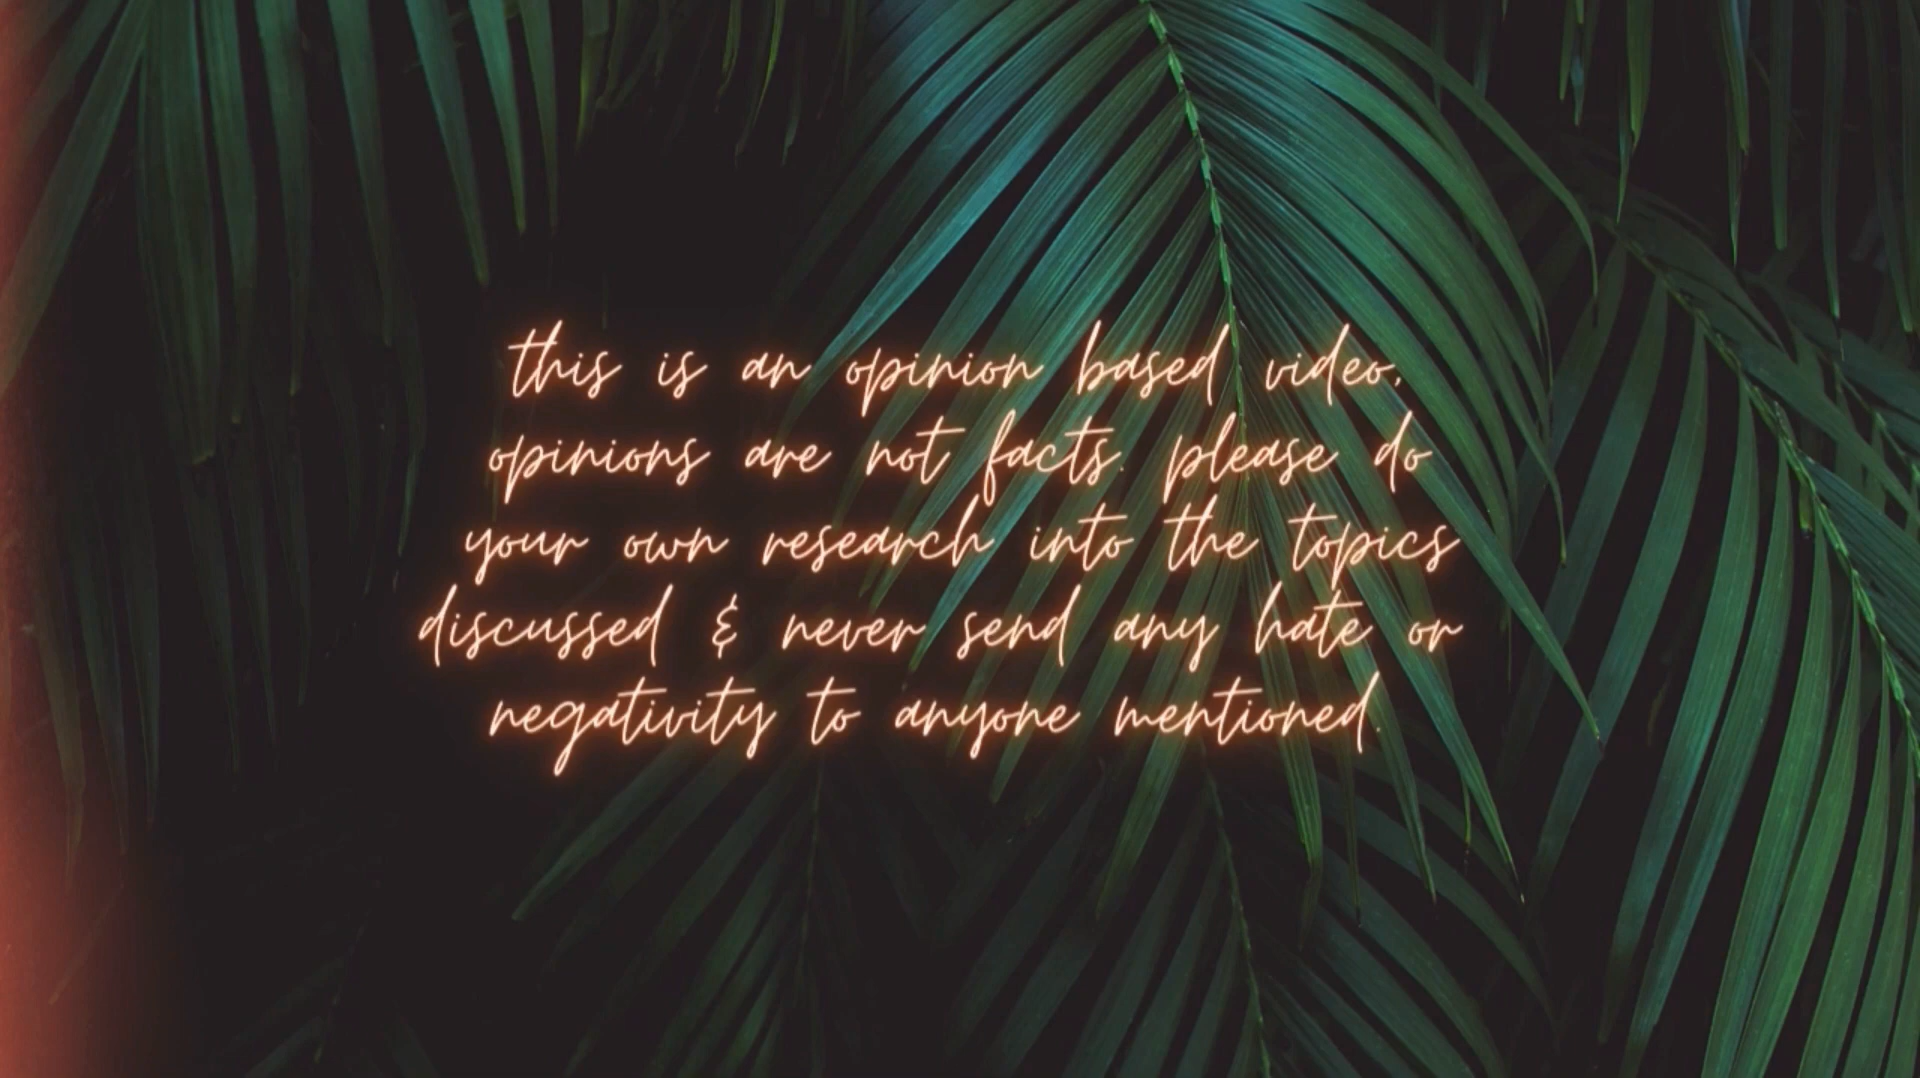 this is an opinion based video,
opinions are not facts. please do
your own research into the topics
discussed & never send any hate or
negativity to anyone mentioned.